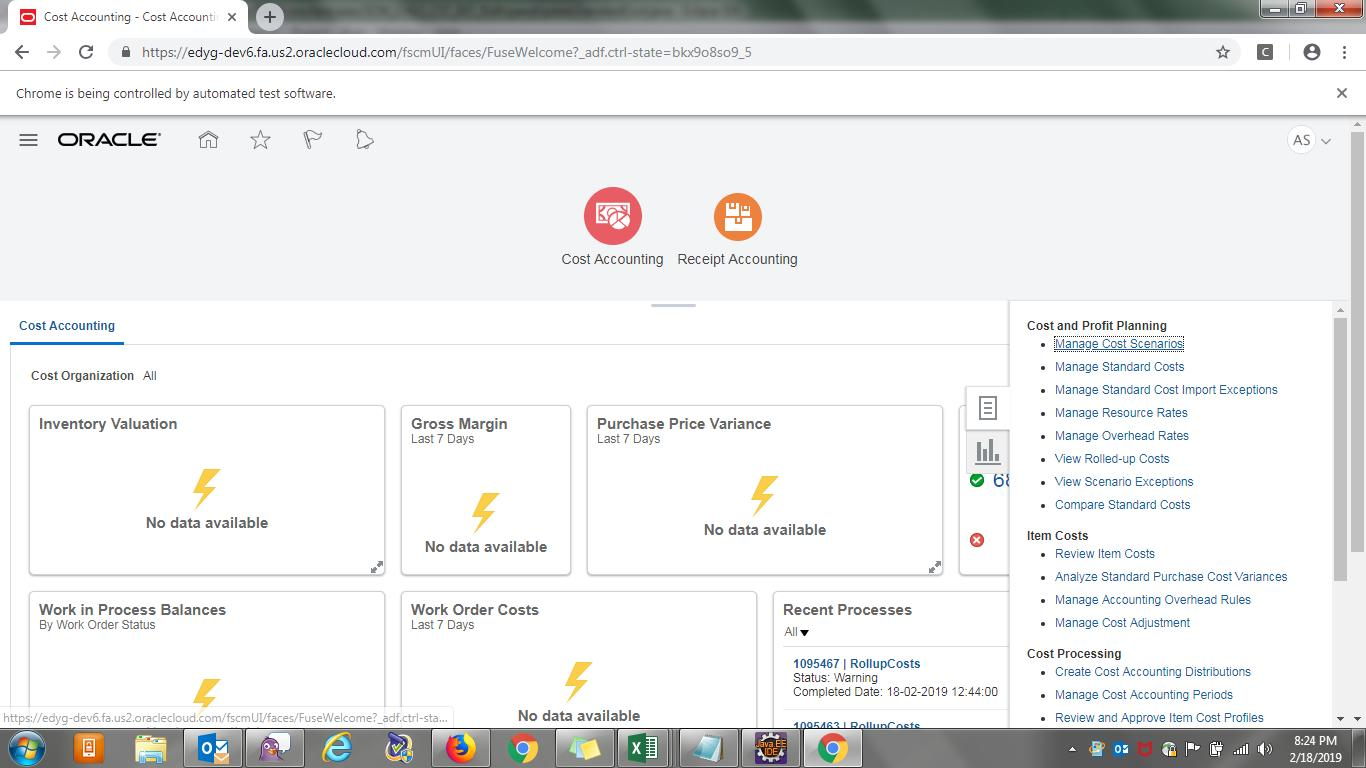 Cost Accounting - Cost Accountin
https://edyg-dev6.fa.us2.oraclecloud.com/fscmUI/faces/FuseWelcome?_adf.ctrl-state=bkx9o8so9_5
C
Chrome is being controlled by automated test software.
ORACLE
AS
Cost Accounting
Receipt Accounting
Cost Accounting
Cost Organization All
Inventory Valuation
No data available
Gross Margin
Last 7 Days
No data available
Purchase Price Variance
Last 7 Days
No data available
68
Work in Process Balances
By Work Order Status
Work Order Costs
Last 7 Days
No data available
Recent Processes
All
1095467 | RollupCosts
Status: Warning
Completed Date: 18-02-2019 12:44:00
1095463 | RollupCosts
Cost and Profit Planning
Manage Cost Scenarios
Manage Standard Costs
Manage Standard Cost Import Exceptions
Manage Resource Rates
Manage Overhead Rates
View Rolled-up Costs
View Scenario Exceptions
Compare Standard Costs
Item Costs
Review Item Costs
Analyze Standard Purchase Cost Variances
Manage Accounting Overhead Rules
Manage Cost Adjustment
Cost Processing
Create Cost Accounting Distributions
Manage Cost Accounting Periods
Review and Approve Item Cost Profiles
https://edyg-dev6.fa.us2.oraclecloud.com/fscmUI/faces/FuseWelcome?_adf.ctrl-sta...
Java EE
IDE
8:24 PM
2/18/2019